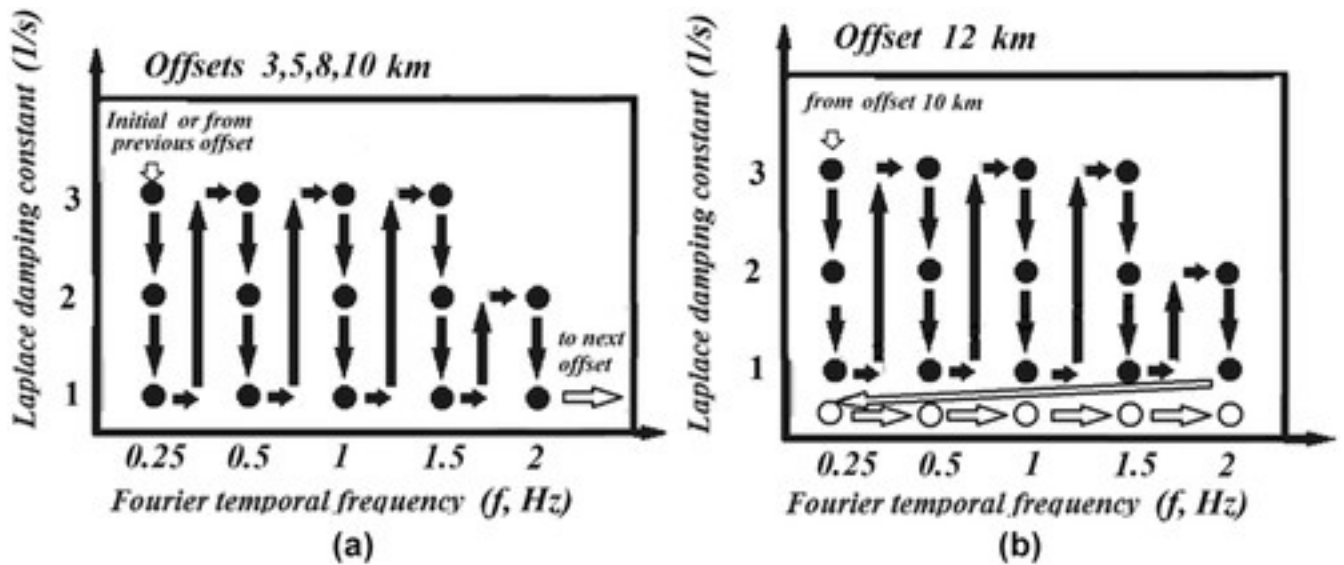 Offsets 3,5,8,10 km
Laplace damping constant (1/s)
Initial or from
previous offset
3
2
1
to next
offset
0.25 0.5 1 1.5 2
Fourier temporal frequency (f, Hz)
(a)
Offset 12 km
Laplace damping constant (1/s)
from offset 10 km
3
2
1
0.25 0.5 1 1.5 2
Fourier temporal frequency (f, Hz)
(b)